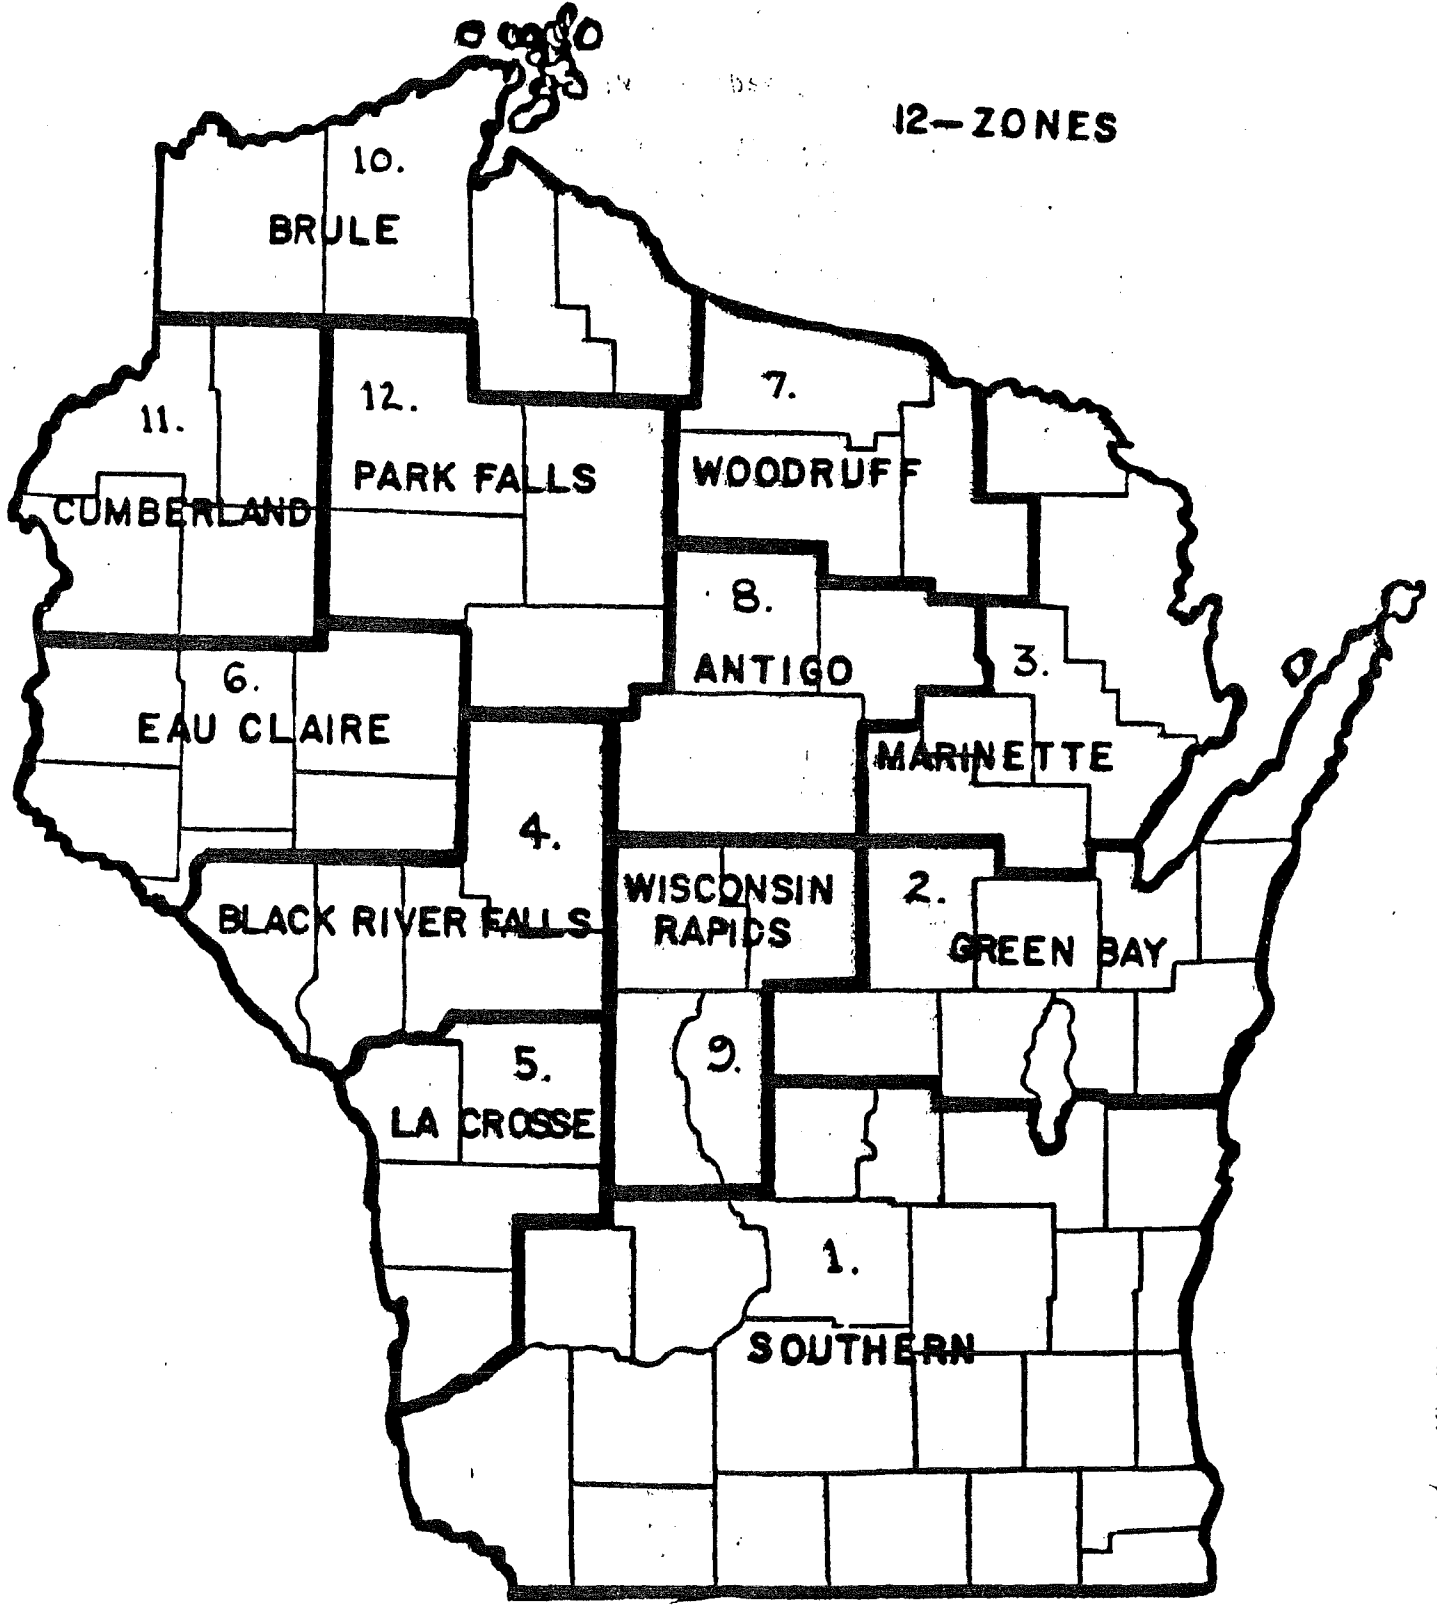 12-ZONES
10.
BRULE
7.
12.
11.
PARK FALLS
WOODRUFF
CUMBERLAND
8.
3.
6.
ANTIGO
EAU CLAIRE
MARINETTE
4.
2.
WISCONSIN
RAPIDS
BLACK RIVER FALLS
GREEN BAY
9.
5.
LA CROSSE
1.
SOUTHERN